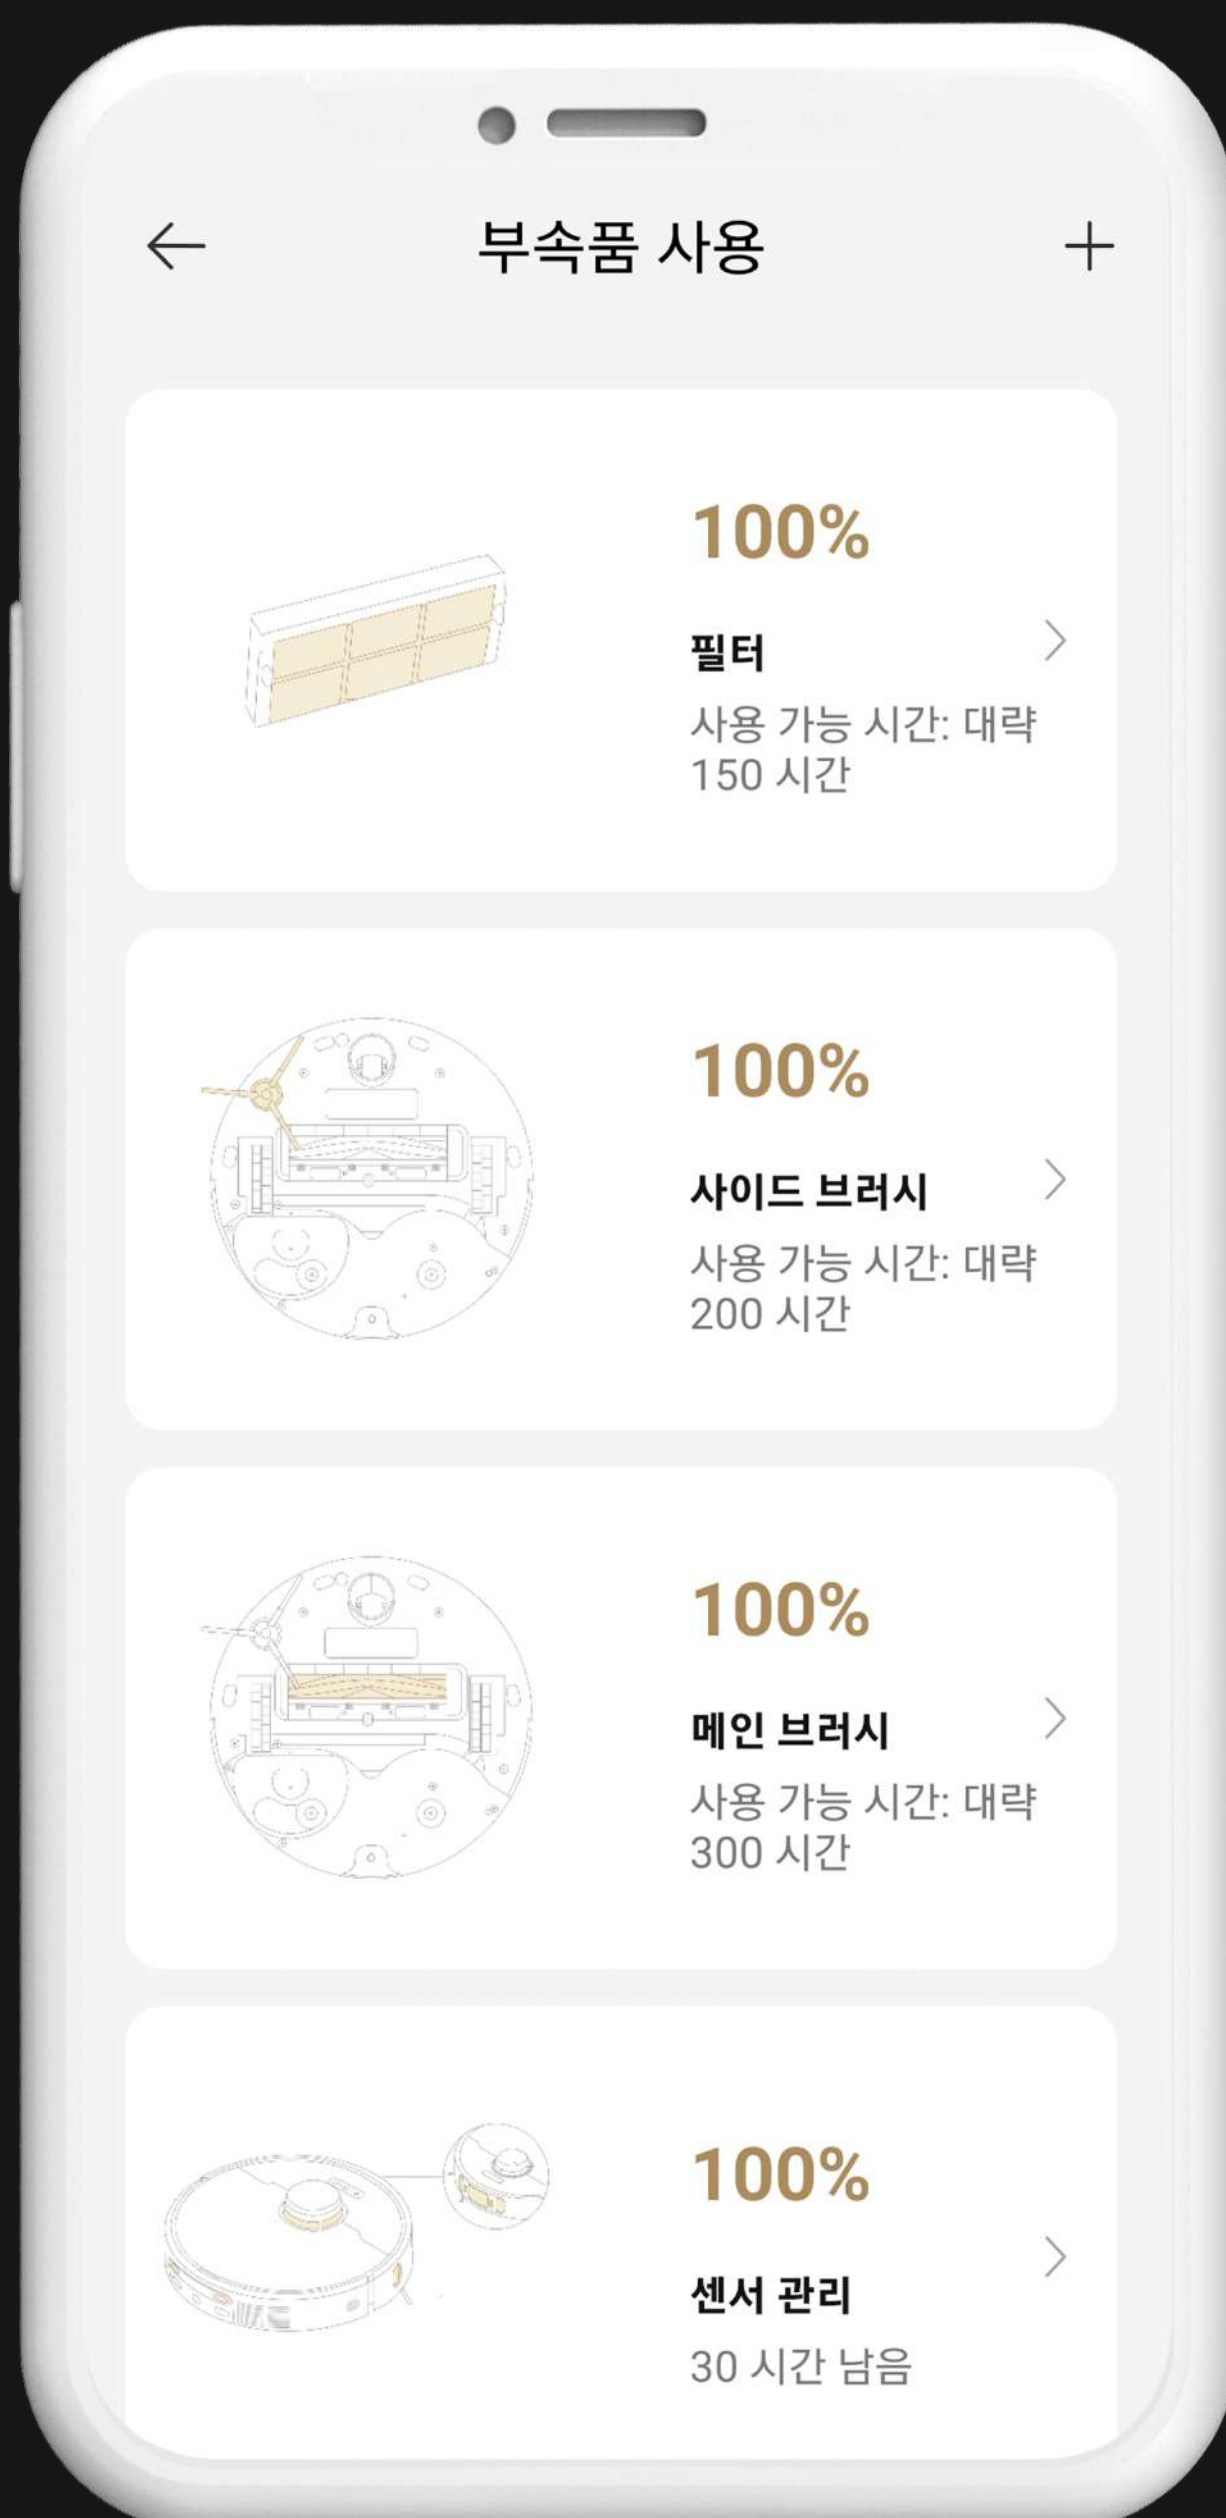 부속품 사용
100%
필터
사용 가능 시간: 대략
150 시간
100%
사이드 브러시
사용 가능 시간: 대략
200 시간
100%
메인 브러시
사용 가능 시간: 대략
300 시간
100%
센서 관리
30 시간 남음